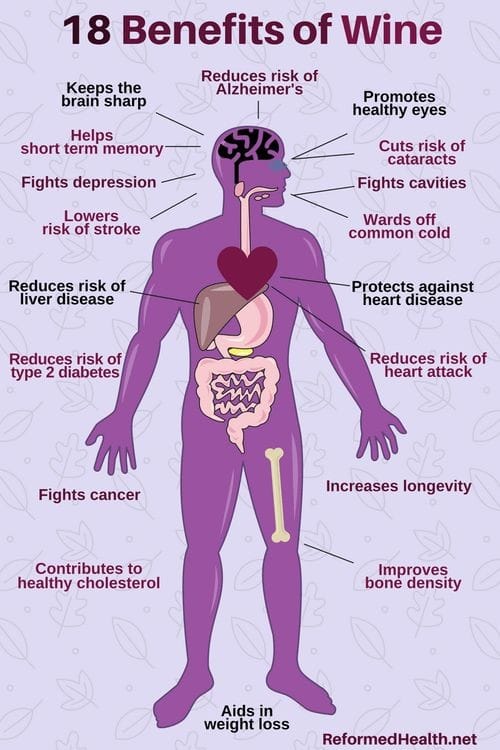 18 Benefits of Wine
Reduces risk of
Alzheimer's
Keeps the
brain sharp
Promotes
healthy eyes
Helps
short term memory
Cuts risk of
cataracts
Fights depression
Fights cavities
Lowers
risk of stroke
Wards off
common cold
Reduces risk of
liver disease
Protects against
heart disease
Reduces risk of
type 2 diabetes
Reduces risk of
heart attack
Fights cancer
Increases longevity
Contributes to
healthy cholesterol
Improves
bone density
Aids in
weight loss
ReformedHealth.net